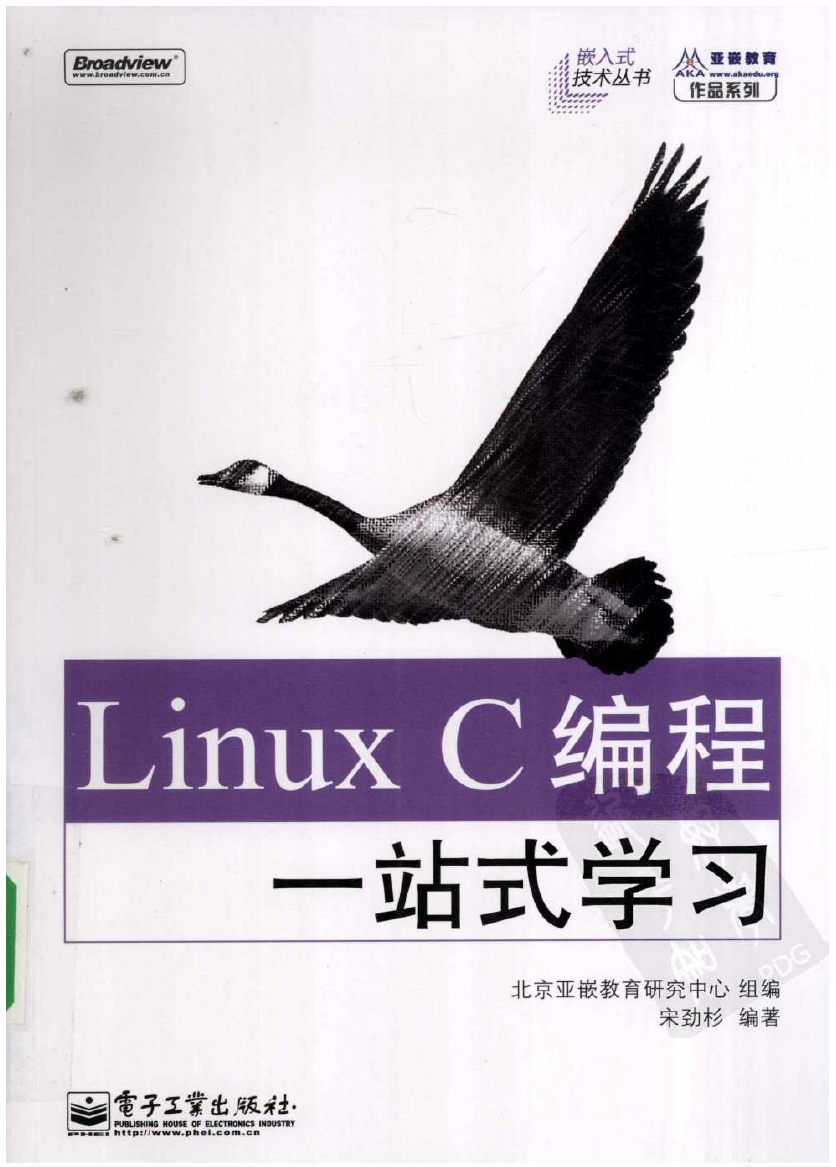 Broadview®
www.broadview.com.cn
嵌入式
技术丛书
亚嵌教育
AKA www.akaedu.org
作品系列
Linux C 编程
一站式学习
PDG
北京亚嵌教育研究中心 组编
宋劲杉 编著
電子工業出版社·
PUBLISHING HOUSE OF ELECTRONICS INDUSTRY
PHEI http://www.phei.com.cn